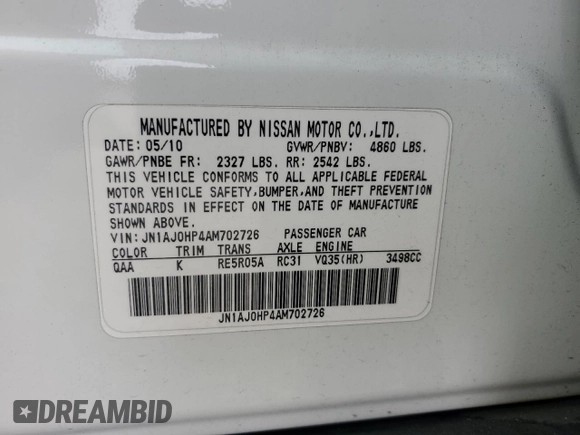 MANUFACTURED BY NISSAN MOTOR CO.,LTD.
DATE: 05/10 GVWR/PNBV: 4860 LBS.
GAWR/PNBE FR: 2327 LBS. RR: 2542 LBS.
THIS VEHICLE CONFORMS TO ALL APPLICABLE FEDERAL
MOTOR VEHICLE SAFETY,BUMPER,AND THEFT PREVENTION
STANDARDS IN EFFECT ON THE DATE OF MANUFACTURE
SHOWN ABOVE.
VIN: JN1AJ0HP4AM702726 PASSENGER CAR
COLOR TRIM TRANS AXLE ENGINE
QAA K RE5R05A RC31 VQ35(HR) 3498CC
JN1AJ0HP4AM702726
DREAMBID